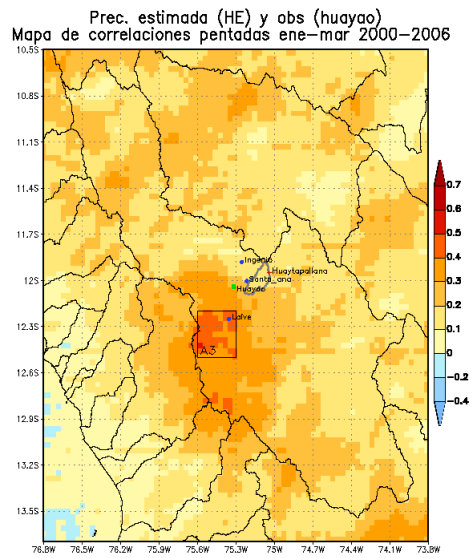 Prec. estimada (HE) y obs (huayao)
Mapa de correlaciones pentadas ene-mar 2000-2006
10.5S
10.8S
11.1S
11.4S
11.7S
12S
12.3S
12.6S
12.9S
13.2S
13.5S
Ingenio
Huaytapallana
Santa_ana
Huayao
Laive
A3
0.7
0.6
0.5
0.4
0.3
0.2
0.1
0
-0.2
-0.4
76.8W 76.5W 76.2W 75.9W 75.6W 75.3W 75W 74.7W 74.4W 74.1W 73.8W